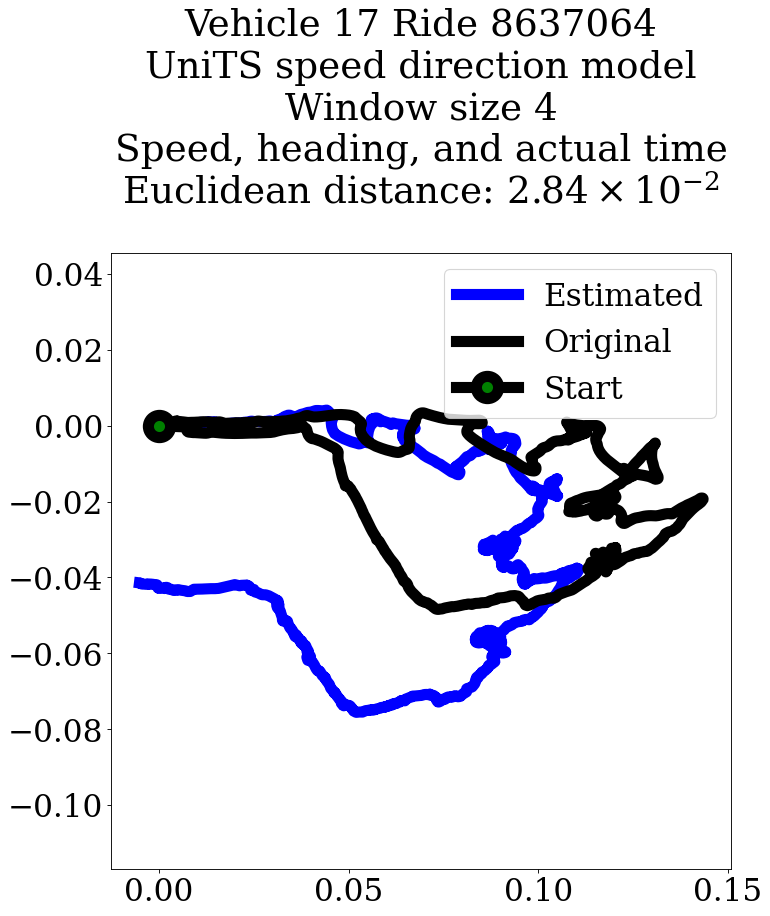 Vehicle 17 Ride 8637064
UniTS speed direction model
Window size 4
Speed, heading, and actual time
Euclidean distance: 2.84 × 10⁻²
Estimated
Original
Start
0.04
0.02
0.00
−0.02
−0.04
−0.06
−0.08
−0.10
0.00 0.05 0.10 0.15